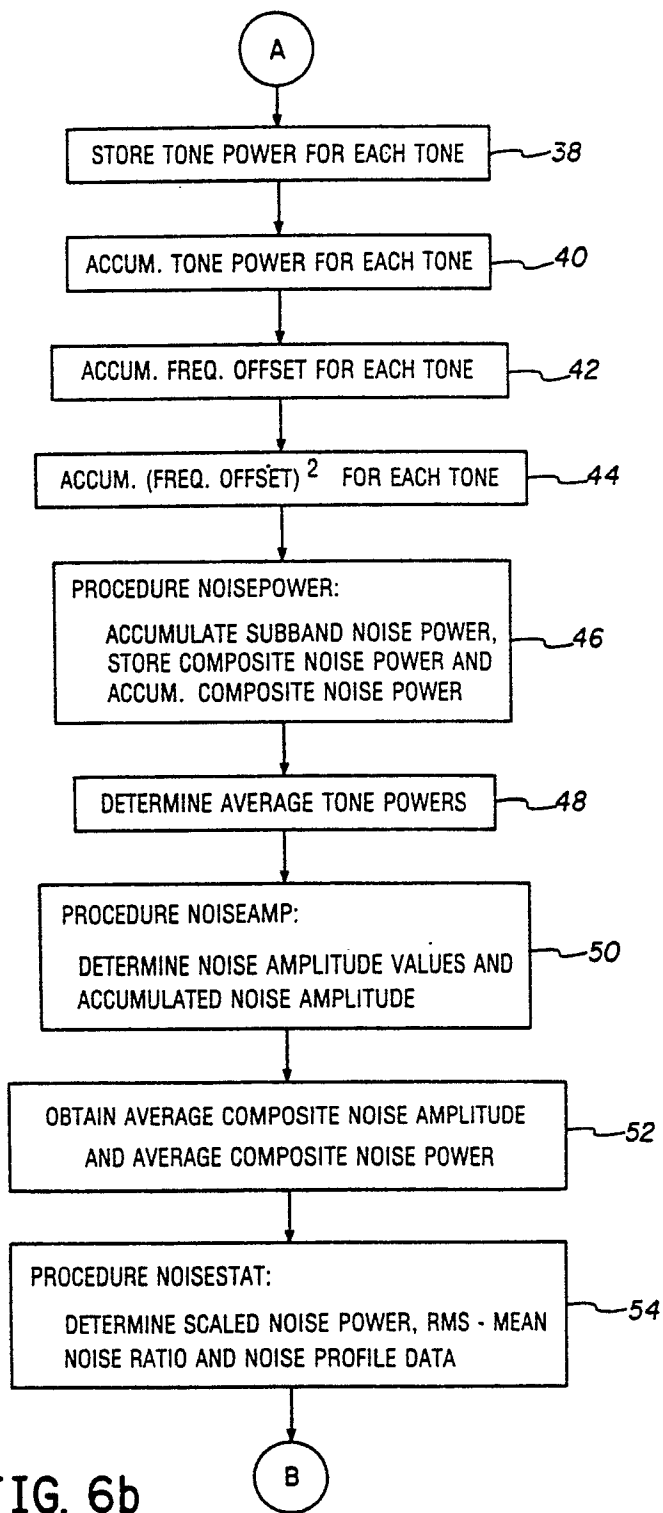 A
STORE TONE POWER FOR EACH TONE 38
ACCUM. TONE POWER FOR EACH TONE 40
ACCUM. FREQ. OFFSET FOR EACH TONE 42
ACCUM. (FREQ. OFFSET) 2 FOR EACH TONE 44
PROCEDURE NOISEPOWER:
ACCUMULATE SUBBAND NOISE POWER,
STORE COMPOSITE NOISE POWER AND 46
ACCUM. COMPOSITE NOISE POWER
DETERMINE AVERAGE TONE POWERS 48
PROCEDURE NOISEAMP:
DETERMINE NOISE AMPLITUDE VALUES AND 50
ACCUMULATED NOISE AMPLITUDE
OBTAIN AVERAGE COMPOSITE NOISE AMPLITUDE
AND AVERAGE COMPOSITE NOISE POWER 52
PROCEDURE NOISESTAT:
DETERMINE SCALED NOISE POWER, RMS - MEAN 54
NOISE RATIO AND NOISE PROFILE DATA
B
IG. 6b